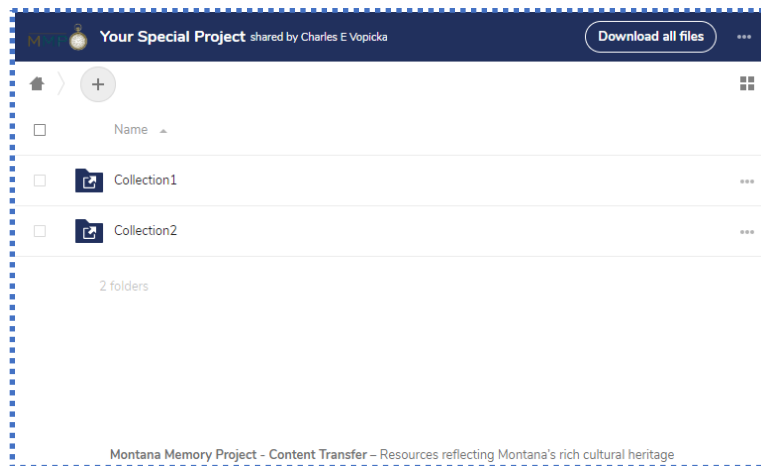 Your Special Project shared by Charles E Vopicka Download all files
Name
Collection1
Collection2
2 folders
Montana Memory Project - Content Transfer – Resources reflecting Montana's rich cultural heritage